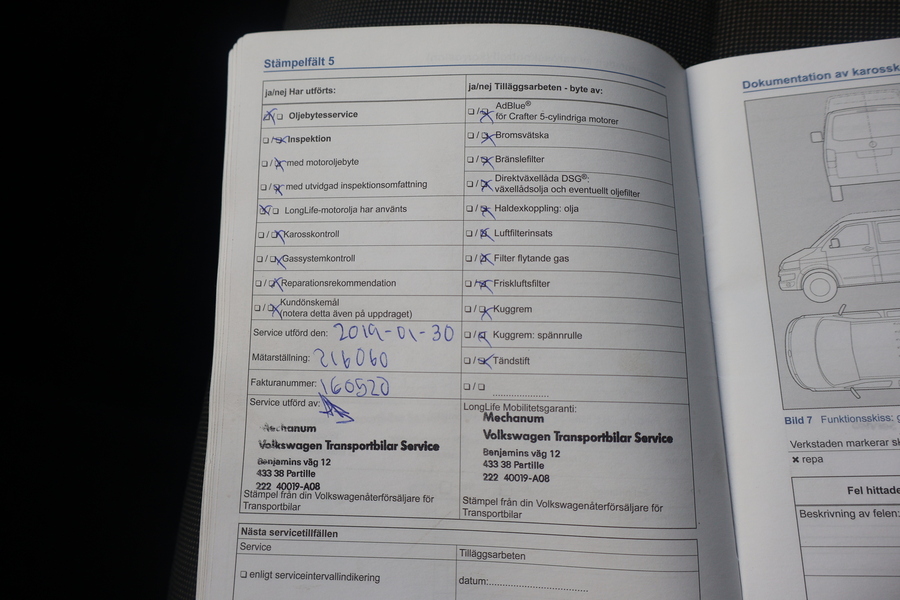 Stämpelfält 5
ja/nej Har utförts:
Oljebytesservice
Inspektion
med motoroljebyte
med utvidgad inspektionsomfattning
LongLife-motorolja har använts
Karosskontroll
Gassystemkontroll
Reparationsrekommendation
Kundönskemål
(notera detta även på uppdraget)
Service utförd den: 2019-01-30
Mätarställning: 216060
Fakturanummer: 160520
Service utförd av:
Mechanum
Volkswagen Transportbilar Service
Benjamins väg 12
433 38 Partille
222 40019-A08
Stämpel från din Volkswagenåterförsäljare för
Transportbilar
ja/nej Tilläggsarbeten - byte av:
AdBlue®
för Crafter 5-cylindriga motorer
Bromsvätska
Bränslefilter
Direktväxellåda DSG®:
växellådsolja och eventuellt oljefilter
Haldexkoppling: olja
Luftfilterinsats
Filter flytande gas
Friskluftsfilter
Kuggrem
Kuggrem: spännrulle
Tändstift
LongLife Mobilitetsgaranti:
Mechanum
Volkswagen Transportbilar Service
Benjamins väg 12
433 38 Partille
222 40019-A08
Stämpel från din Volkswagenåterförsäljare för
Transportbilar
Nästa servicetillfällen
Service
Tilläggsarbeten
enligt serviceintervallindikering
datum:
Dokumentation av
Bild 7 Funktionsskiss:
Verkstaden markerar
× repa
Fel
Beskrivning av felen: